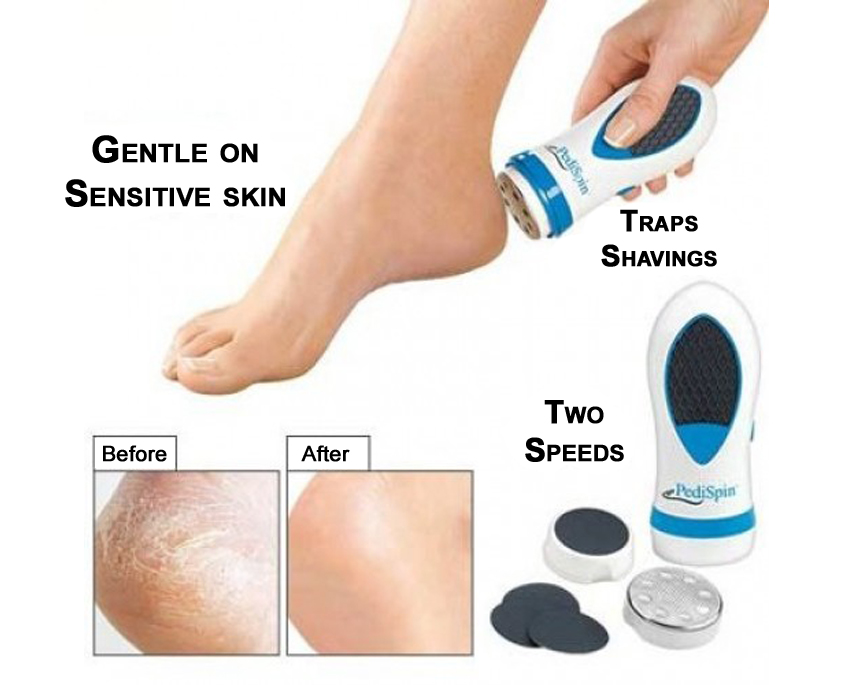 GENTLE ON
SENSITIVE SKIN
PediSpin
TRAPS
SHAVINGS
TWO
SPEEDS
Before
After
PediSpin